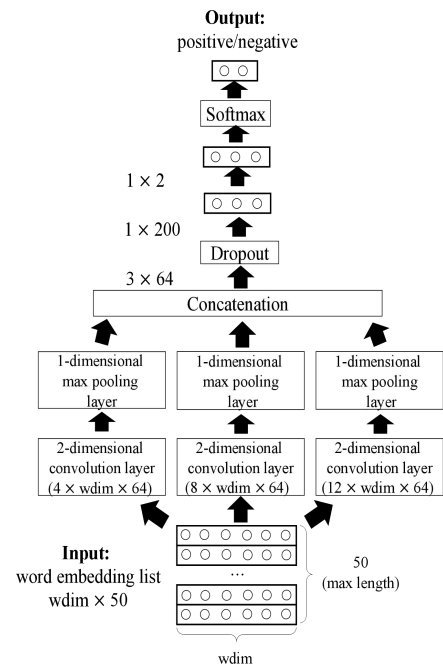 Output:
positive/negative
Softmax
1 × 2
1 × 200
Dropout
3 × 64
Concatenation
1-dimensional
max pooling
layer
1-dimensional
max pooling
layer
1-dimensional
max pooling
layer
2-dimensional
convolution layer
(4 × wdim × 64)
2-dimensional
convolution layer
(8 × wdim × 64)
2-dimensional
convolution layer
(12 × wdim × 64)
Input:
word embedding list
wdim × 50
...
50
(max length)
wdim